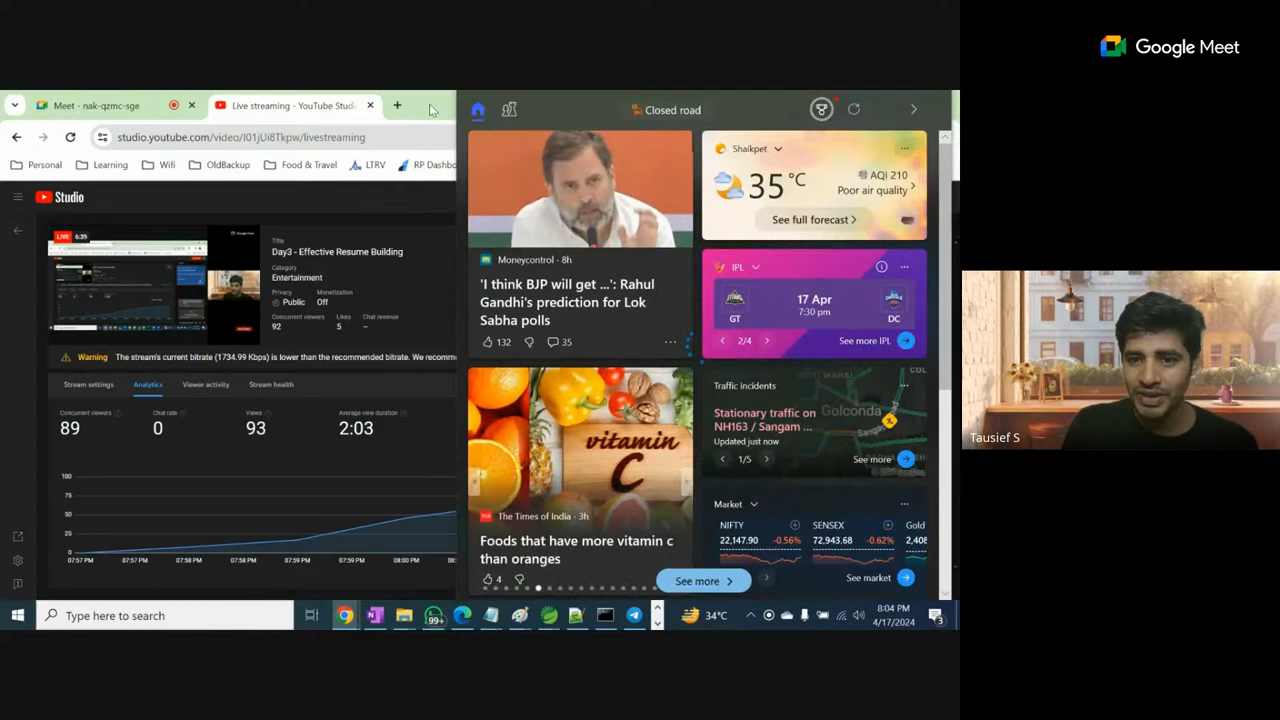 Google Meet
Meet - nak-qzmc-sge
Live streaming - YouTube Studi
studio.youtube.com/video/l01jUi8Tkpw/livestreaming
Personal
Learning
Wifi
OldBackup
Food & Travel
LTRV
RP Dashbo
Studio
LIVE 6:39
Title
Day3 - Effective Resume Building
Category
Entertainment
Privacy
Monetization
Public
Off
Concurrent viewers
Likes
Chat revenue
92
5
–
Warning The stream's current bitrate (1734.99 Kbps) is lower than the recommended bitrate. We recomm
Stream settings
Analytics
Viewer activity
Stream health
Concurrent viewers
Chat rate
Views
Average view duration
89
0
93
2:03
100
75
50
25
0
07:57 PM
07:57 PM
07:58 PM
07:58 PM
07:59 PM
07:59 PM
08:00 PM
Closed road
Moneycontrol · 8h
'I think BJP will get ...': Rahul
Gandhi's prediction for Lok
Sabha polls
132
35
vitamin
C
The Times of India · 3h
Foods that have more vitamin c
than oranges
4
See more
Shaikpet
35 °C
AQI 210
Poor air quality
See full forecast
IPL
17 Apr
7:30 pm
GT
DC
2/4
See more IPL
Traffic incidents
Golconda
Stationary traffic on
NH163 / Sangam ...
Updated just now
1/5
See more
Market
NIFTY
SENSEX
Gold
22,147.90
-0.56%
72,943.68
-0.62%
2,408
See market
Type here to search
99+
34°C
8:04 PM
4/17/2024
3
Tausief S